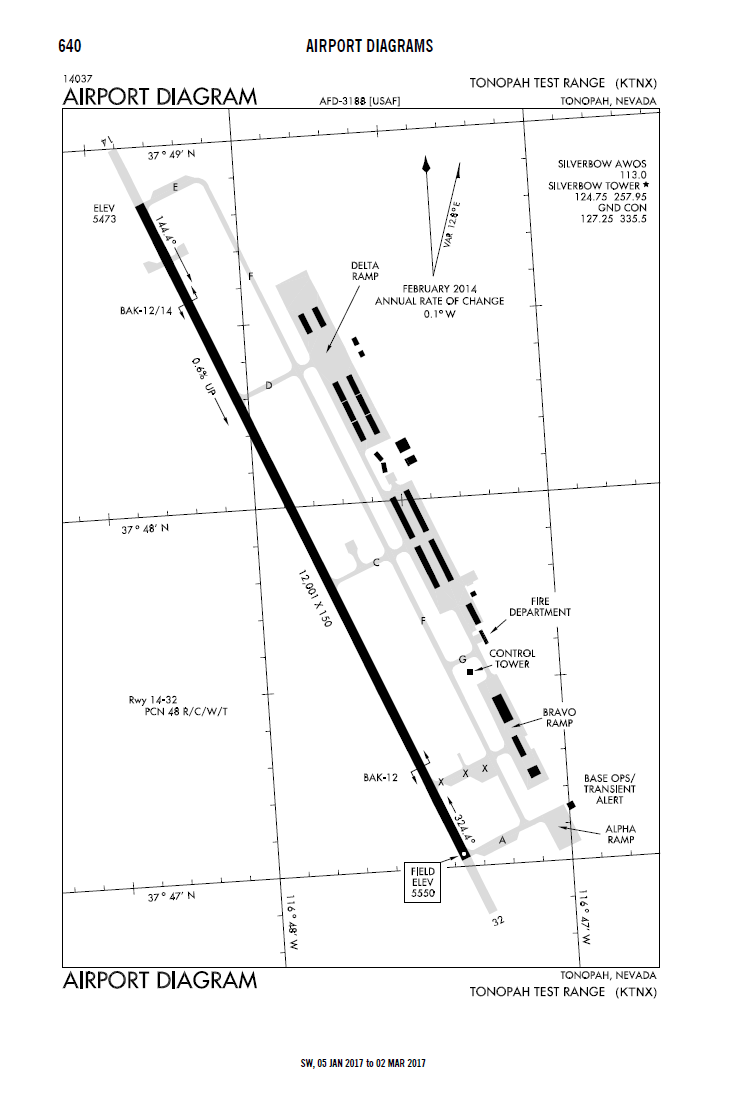 640
AIRPORT DIAGRAMS
14037
AIRPORT DIAGRAM
AFD-3188 [USAF]
TONOPAH TEST RANGE (KTNX)
TONOPAH, NEVADA
14
37° 49' N
E
ELEV
5473
144.4°
SILVERBOW AWOS
113.0
SILVERBOW TOWER ★
124.75 257.95
GND CON
127.25 335.5
VAR 12.8° E
FEBRUARY 2014
ANNUAL RATE OF CHANGE
0.1° W
F
DELTA
RAMP
BAK-12/14
0.6% UP
D
37° 48' N
C
12,001 X 150
F
FIRE
DEPARTMENT
G
CONTROL
TOWER
Rwy 14-32
PCN 48 R/C/W/T
BRAVO
RAMP
BAK-12
X X X
BASE OPS/
TRANSIENT
ALERT
324.4°
A
ALPHA
RAMP
FIELD
ELEV
5550
37° 47' N
116° 48' W
32
116° 47' W
AIRPORT DIAGRAM
TONOPAH, NEVADA
TONOPAH TEST RANGE (KTNX)
SW, 05 JAN 2017 to 02 MAR 2017